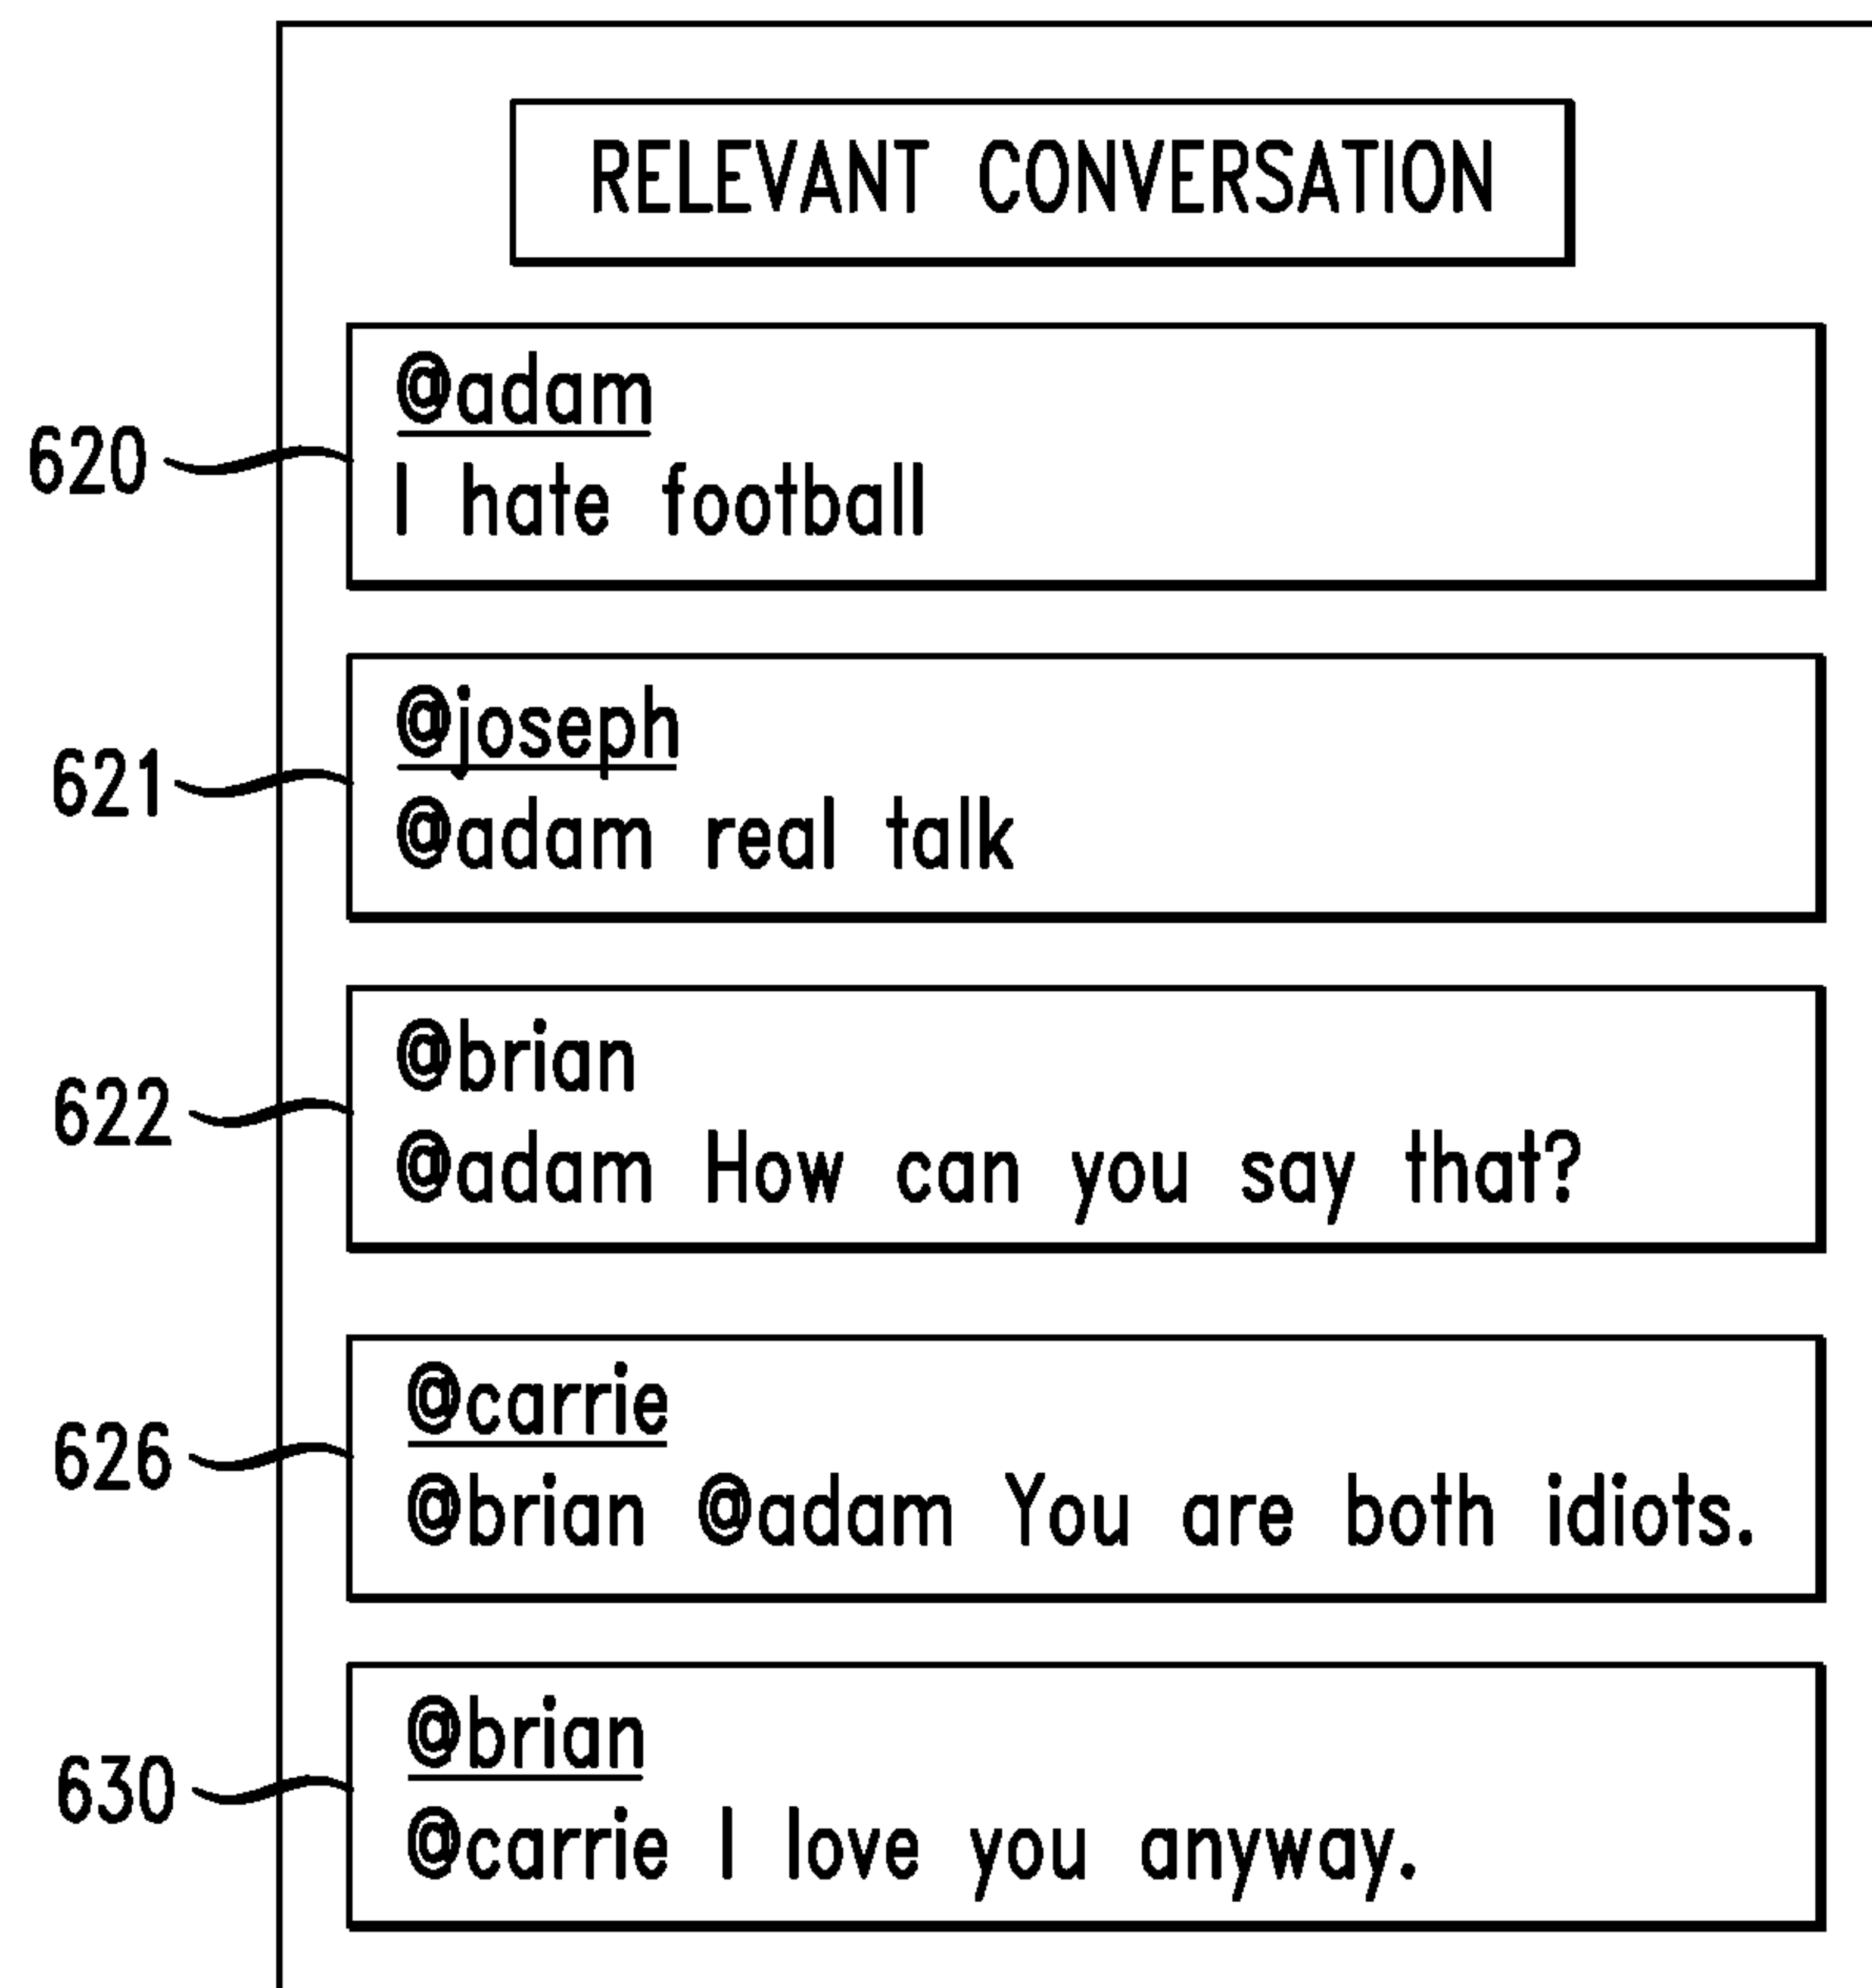 RELEVANT CONVERSATION
620
@adam
I hate football
621
@joseph
@adam real talk
622
@brian
@adam How can you say that?
626
@carrie
@brian @adam You are both idiots.
630
@brian
@carrie I love you anyway.